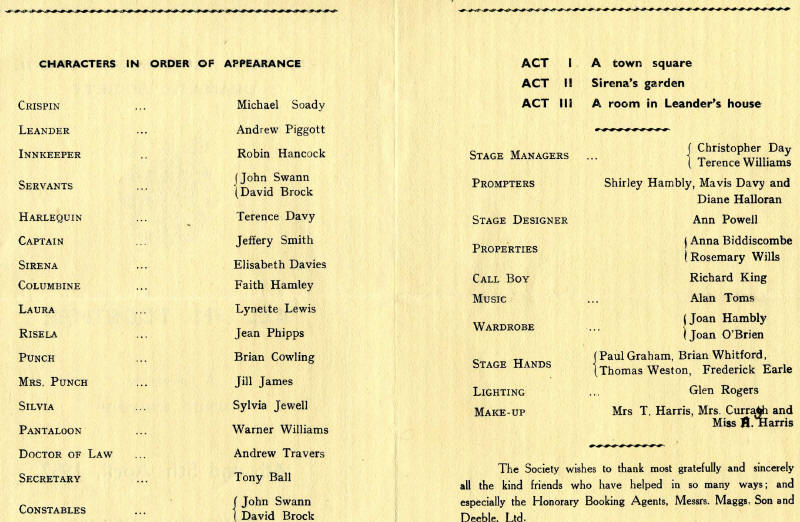 CHARACTERS IN ORDER OF APPEARANCE
CRISPIN ... Michael Soady
LEANDER ... Andrew Piggott
INNKEEPER .. Robin Hancock
SERVANTS ... { John Swann
{ David Brock
HARLEQUIN ... Terence Davy
CAPTAIN ... Jeffery Smith
SIRENA ... Elisabeth Davies
COLUMBINE ... Faith Hamley
LAURA ... Lynette Lewis
RISELA ... Jean Phipps
PUNCH ... Brian Cowling
MRS. PUNCH ... Jill James
SILVIA ... Sylvia Jewell
PANTALOON ... Warner Williams
DOCTOR OF LAW ... Andrew Travers
SECRETARY ... Tony Ball
CONSTABLES ... { John Swann
{ David Brock
ACT I A town square
ACT II Sirena's garden
ACT III A room in Leander's house
STAGE MANAGERS ... { Christopher Day
{ Terence Williams
PROMPTERS Shirley Hambly, Mavis Davy and
Diane Halloran
STAGE DESIGNER Ann Powell
PROPERTIES { Anna Biddiscombe
{ Rosemary Wills
CALL BOY Richard King
MUSIC ... Alan Toms
WARDROBE ... { Joan Hambly
{ Joan O'Brien
STAGE HANDS { Paul Graham, Brian Whitford,
{ Thomas Weston, Frederick Earle
LIGHTING ... Glen Rogers
MAKE-UP Mrs T. Harris, Mrs. and
Miss Harris
The Society wishes to thank most gratefully and sincerely
all the kind friends who have helped in so many ways; and
especially the Honorary Booking Agents, Messrs. Maggs, Son and
Deeble, Ltd.